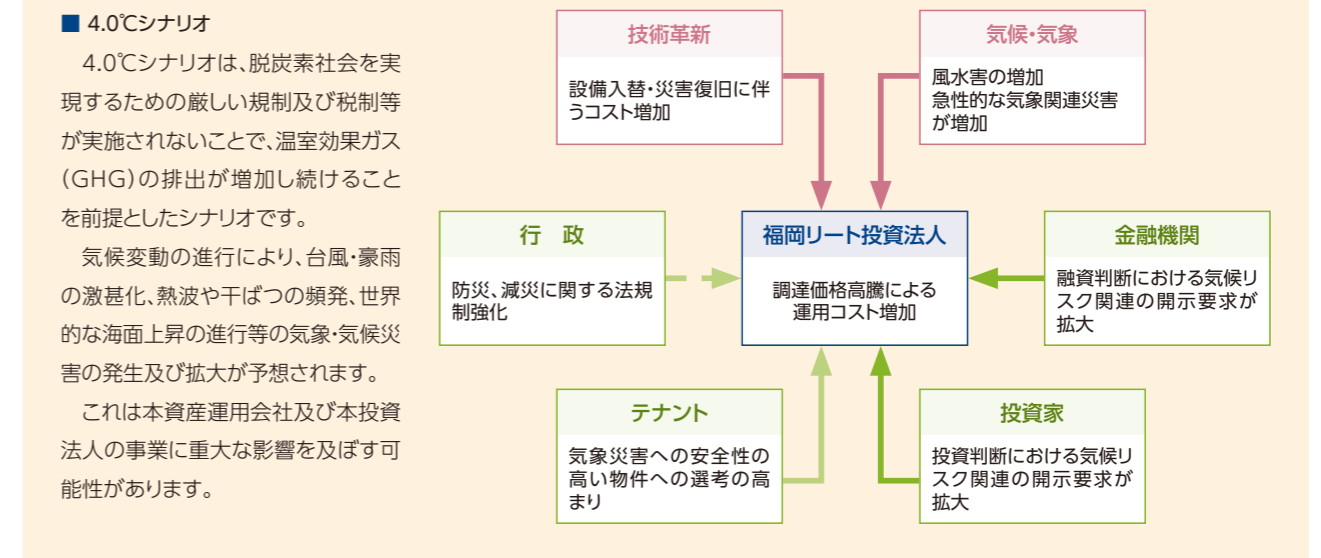 ■ 4.0℃シナリオ
4.0℃シナリオは、脱炭素社会を実
現するための厳しい規制及び税制等
が実施されないことで、温室効果ガス
(GHG)の排出が増加し続けること
を前提としたシナリオです。
気候変動の進行により、台風・豪雨
の激甚化、熱波や干ばつの頻発、世界
的な海面上昇の進行等の気象・気候災
害の発生及び拡大が予想されます。
これは本資産運用会社及び本投資
法人の事業に重大な影響を及ぼす可
能性があります。
技術革新
設備入替・災害復旧に伴
うコスト増加
気候・気象
風水害の増加
急性的な気象関連災害
が増加
行　政
防災、減災に関する法規
制強化
福岡リート投資法人
調達価格高騰による
運用コスト増加
金融機関
融資判断における気候リ
スク関連の開示要求が
拡大
テナント
気象災害への安全性の
高い物件への選考の高
まり
投資家
投資判断における気候リ
スク関連の開示要求が
拡大